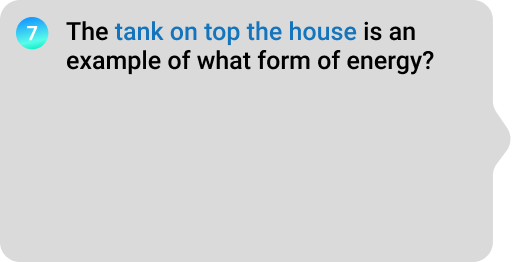 7 The tank on top the house is an
example of what form of energy?